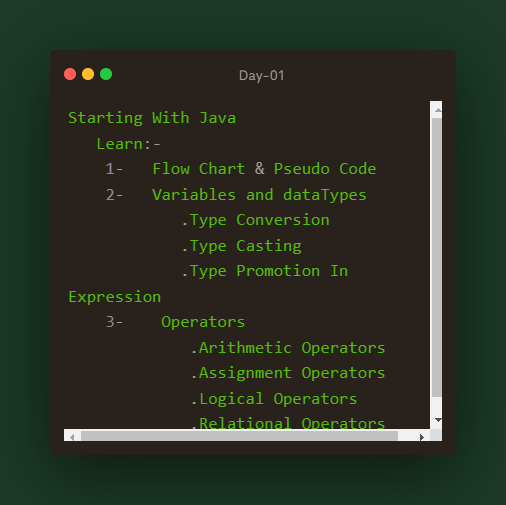 Day-01
Starting With Java
Learn:-
1- Flow Chart & Pseudo Code
2- Variables and dataTypes
.Type Conversion
.Type Casting
.Type Promotion In
Expression
3- Operators
.Arithmetic Operators
.Assignment Operators
.Logical Operators
.Relational Operators